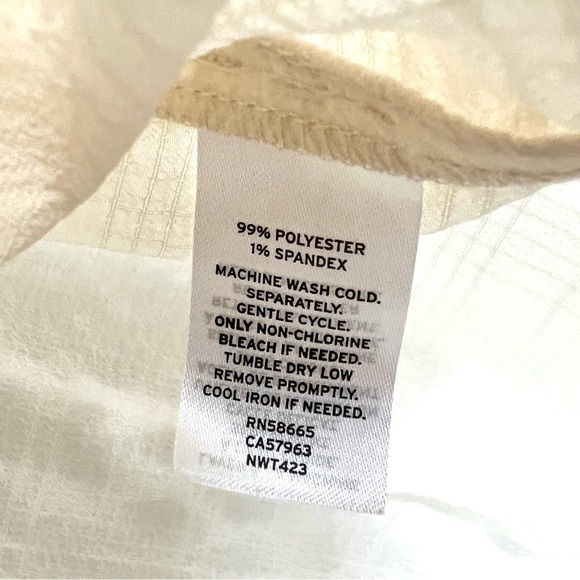 99% POLYESTER
1% SPANDEX
MACHINE WASH COLD.
SEPARATELY.
GENTLE CYCLE.
ONLY NON-CHLORINE
BLEACH IF NEEDED.
TUMBLE DRY LOW
REMOVE PROMPTLY.
COOL IRON IF NEEDED.
RN58665
CA57963
NWT423